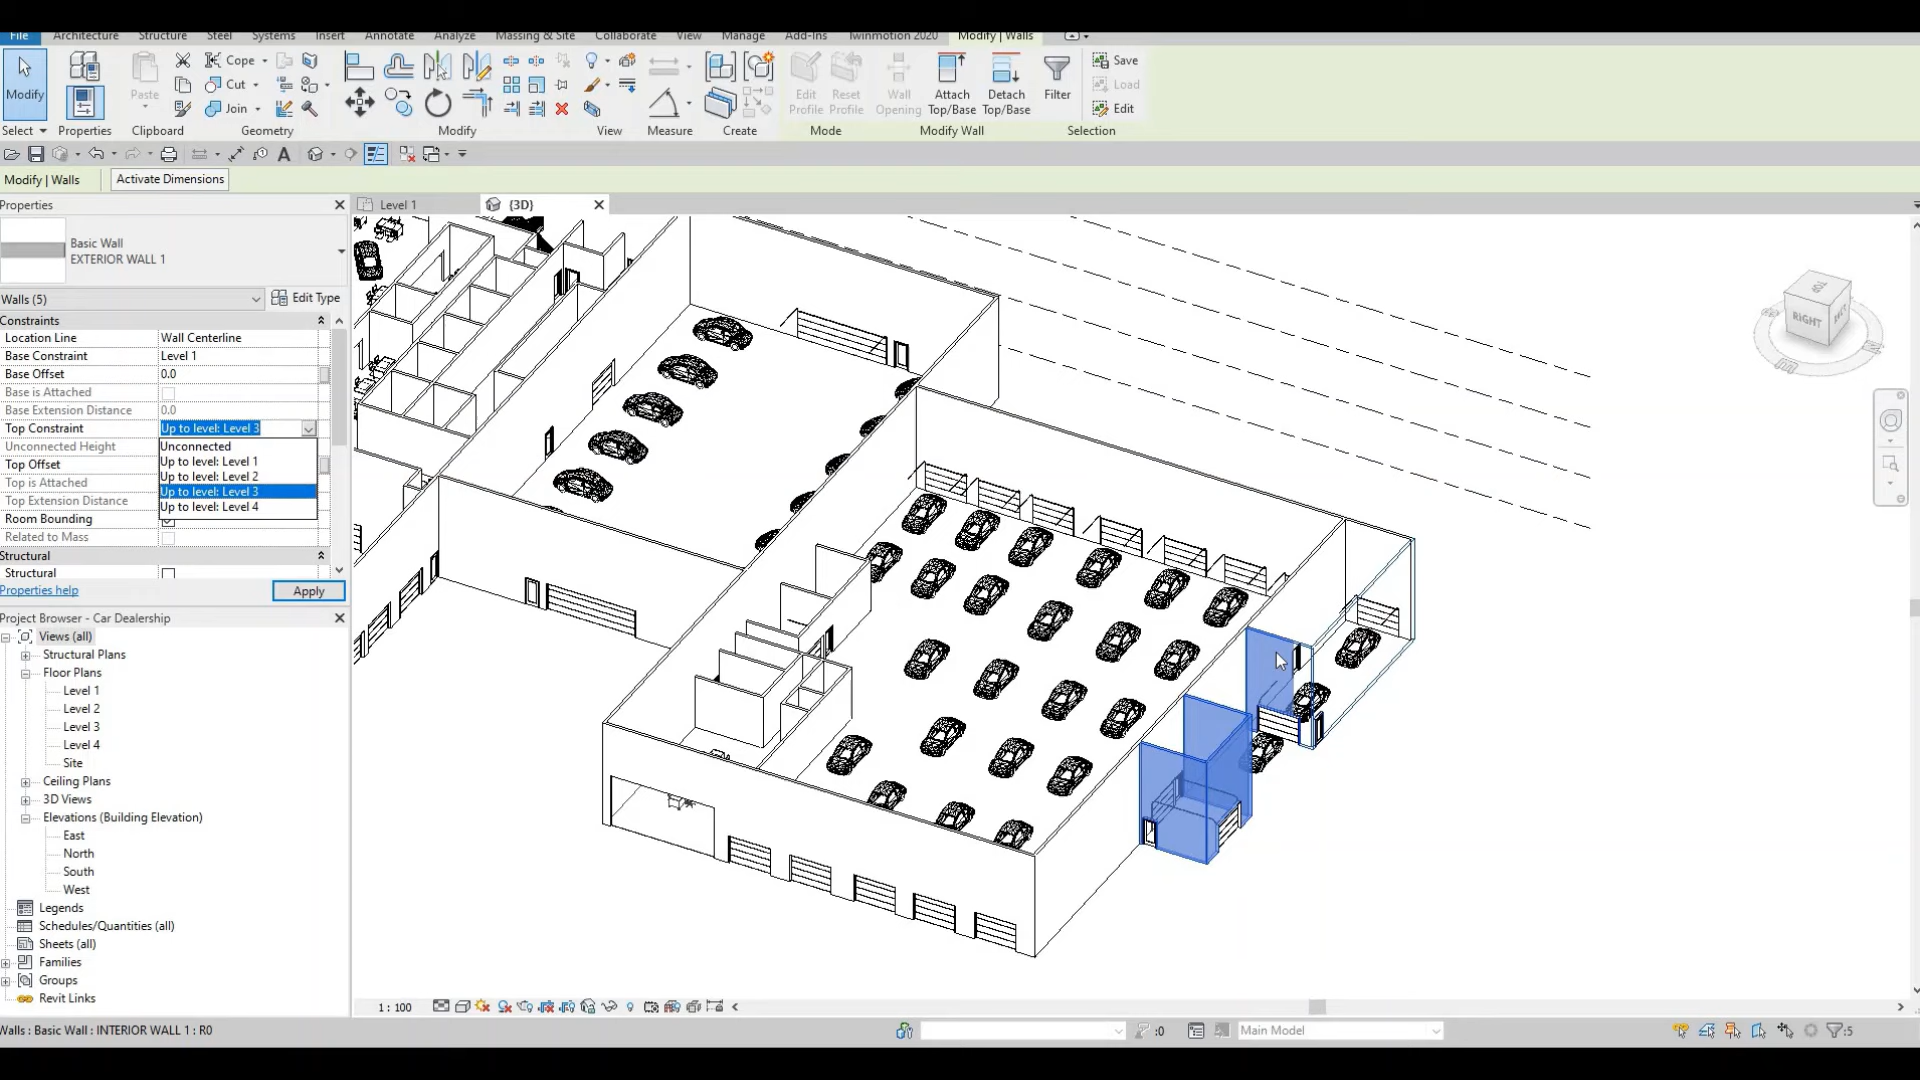 File Architecture Structure Steel Systems Insert Annotate Analyze Massing & Site Collaborate View Manage Add-Ins Twinmotion 2020 Modify | Walls
Modify
Paste
Cope
Cut
Join
Edit Profile
Reset Profile
Wall Opening
Attach Top/Base
Detach Top/Base
Filter
Save
Load
Edit
Select Properties Clipboard Geometry Modify View Measure Create Mode Modify Wall Selection
Modify | Walls Activate Dimensions
Properties
Level 1 {3D}
Basic Wall
EXTERIOR WALL 1
Walls (5) Edit Type
Constraints
Location Line Wall Centerline
Base Constraint Level 1
Base Offset 0.0
Base is Attached
Base Extension Distance 0.0
Top Constraint Up to level: Level 3
Unconnected Height Unconnected
Up to level: Level 1
Top Offset
Up to level: Level 2
Top is Attached
Up to level: Level 3
Top Extension Distance
Up to level: Level 4
Room Bounding
Related to Mass
Structural
Structural
Properties help Apply
Project Browser - Car Dealership
Views (all)
Structural Plans
Floor Plans
Level 1
Level 2
Level 3
Level 4
Site
Ceiling Plans
3D Views
Elevations (Building Elevation)
East
North
South
West
Legends
Schedules/Quantities (all)
Sheets (all)
Families
Groups
Revit Links
TOP
RIGHT
1 : 100
Walls : Basic Wall : INTERIOR WALL 1 : R0 :0 Main Model :5